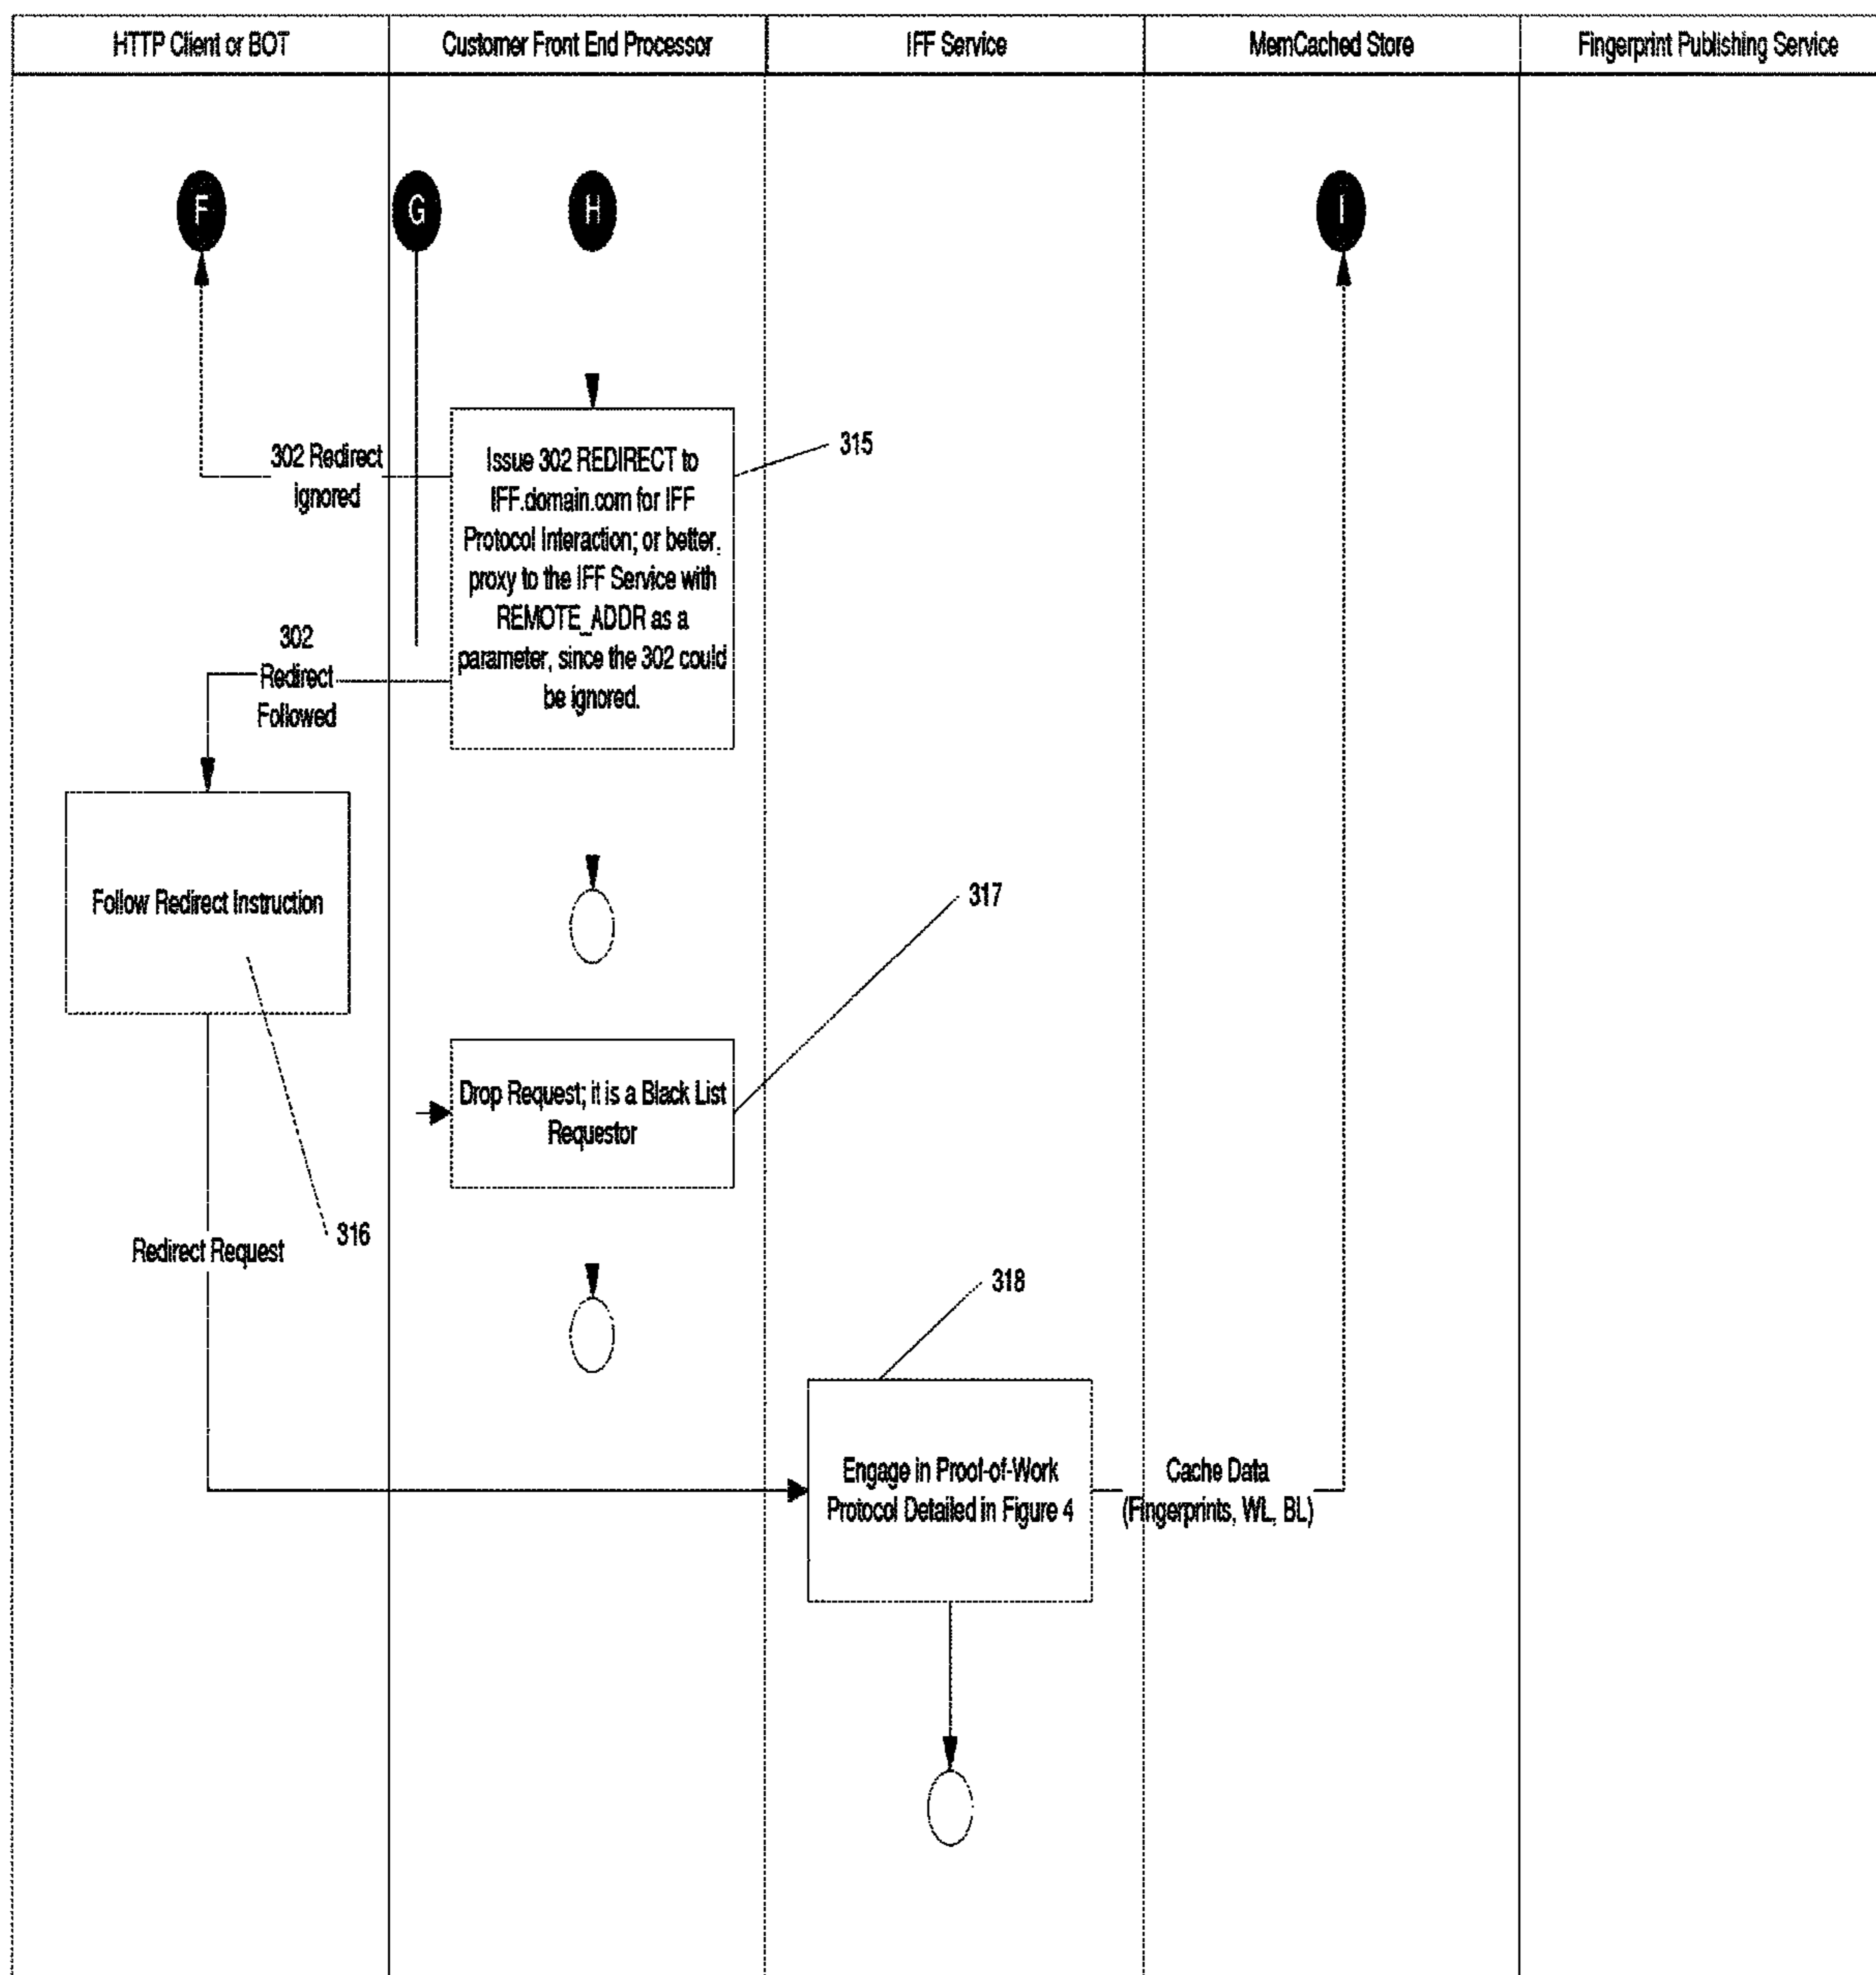 HTTP Client or BOT
Customer Front End Processor
IFF Service
MemCached Store
Fingerprint Publishing Service
F
G
H
I
302 Redirect
Ignored
Issue 302 REDIRECT to
IFF.domain.com for IFF
Protocol Interaction; or better,
proxy to the IFF Service with
REMOTE_ADDR as a
parameter, since the 302 could
be ignored.
315
302
Redirect
Followed
Follow Redirect Instruction
317
Drop Request; it is a Black List
Requestor
316
Redirect Request
318
Engage in Proof-of-Work
Protocol Detailed in Figure 4
Cache Data
(Fingerprints, WL, BL)